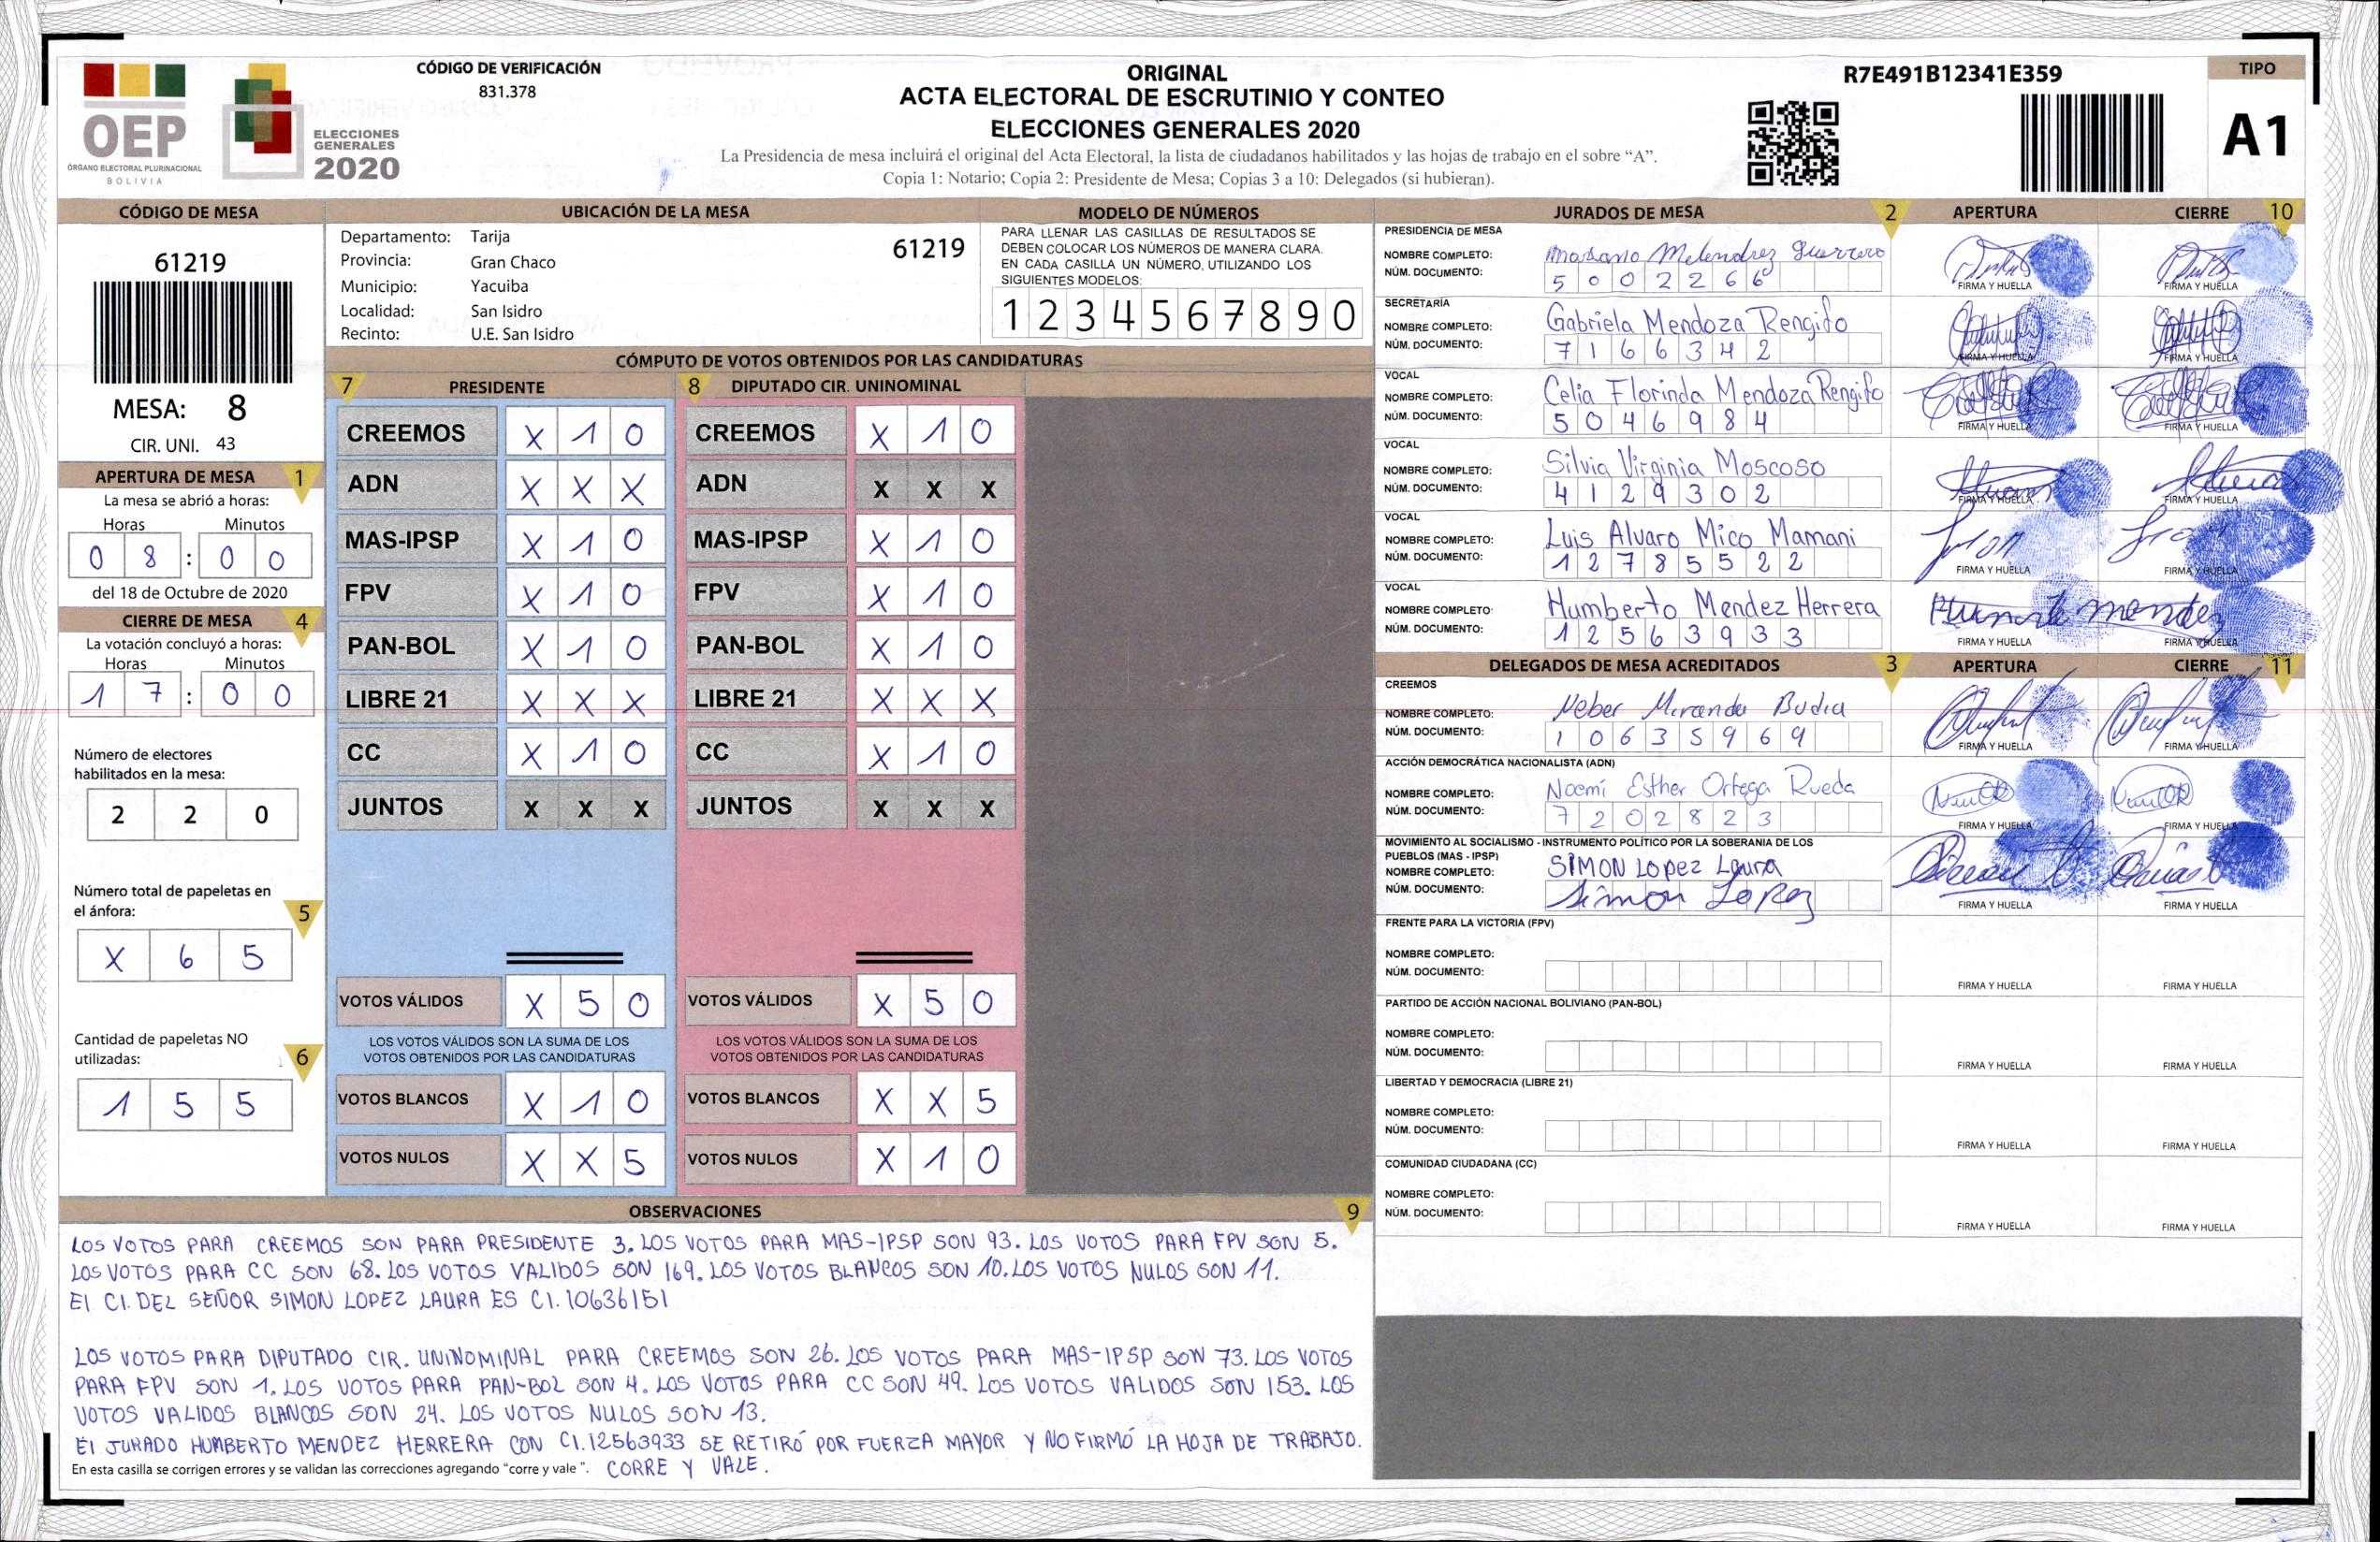 CÓDIGO DE VERIFICACIÓN
831.378
ORIGINAL
ACTA ELECTORAL DE ESCRUTINIO Y CONTEO
ELECCIONES GENERALES 2020
La Presidencia de mesa incluirá el original del Acta Electoral, la lista de ciudadanos habilitados y las hojas de trabajo en el sobre “A”.
Copia 1: Notario; Copia 2: Presidente de Mesa; Copias 3 a 10: Delegados (si hubieran).
R7E491B12341E359
TIPO
A1
OEP
ÓRGANO ELECTORAL PLURINACIONAL
BOLIVIA
ELECCIONES
GENERALES
2020
CÓDIGO DE MESA
61219
MESA: 8
CIR. UNI. 43
APERTURA DE MESA 1
La mesa se abrió a horas:
Horas Minutos
0 8 : 0 0
del 18 de Octubre de 2020
CIERRE DE MESA 4
La votación concluyó a horas:
Horas Minutos
1 7 : 0 0
Número de electores
habilitados en la mesa:
2 2 0
Número total de papeletas en
el ánfora: 5
X 6 5
Cantidad de papeletas NO
utilizadas: 6
1 5 5
UBICACIÓN DE LA MESA
Departamento: Tarija
61219
Provincia: Gran Chaco
Municipio: Yacuiba
Localidad: San Isidro
Recinto: U.E. San Isidro
MODELO DE NÚMEROS
PARA LLENAR LAS CASILLAS DE RESULTADOS SE
DEBEN COLOCAR LOS NÚMEROS DE MANERA CLARA.
EN CADA CASILLA UN NÚMERO, UTILIZANDO LOS
SIGUIENTES MODELOS:
1 2 3 4 5 6 7 8 9 0
CÓMPUTO DE VOTOS OBTENIDOS POR LAS CANDIDATURAS
7 PRESIDENTE 8 DIPUTADO CIR. UNINOMINAL
CREEMOS X 1 0 CREEMOS X 1 0
ADN X X X ADN X X X
MAS-IPSP X 1 0 MAS-IPSP X 1 0
FPV X 1 0 FPV X 1 0
PAN-BOL X 1 0 PAN-BOL X 1 0
LIBRE 21 X X X LIBRE 21 X X X
CC X 1 0 CC X 1 0
JUNTOS X X X JUNTOS X X X
VOTOS VÁLIDOS X 5 0 VOTOS VÁLIDOS X 5 0
LOS VOTOS VÁLIDOS SON LA SUMA DE LOS LOS VOTOS VÁLIDOS SON LA SUMA DE LOS
VOTOS OBTENIDOS POR LAS CANDIDATURAS VOTOS OBTENIDOS POR LAS CANDIDATURAS
VOTOS BLANCOS X 1 0 VOTOS BLANCOS X X 5
VOTOS NULOS X X 5 VOTOS NULOS X 1 0
OBSERVACIONES 9
LOS VOTOS PARA CREEMOS SON PARA PRESIDENTE 3. LOS VOTOS PARA MAS-IPSP SON 93. LOS VOTOS PARA FPV SON 5.
LOS VOTOS PARA CC SON 68. LOS VOTOS VALIDOS SON 169. LOS VOTOS BLANCOS SON 10. LOS VOTOS NULOS SON 11.
El CI. DEL SEÑOR SIMON LOPEZ LAURA ES CI. 10636151
LOS VOTOS PARA DIPUTADO CIR. UNINOMINAL PARA CREEMOS SON 26. LOS VOTOS PARA MAS-IPSP SON 73. LOS VOTOS
PARA FPV SON 1. LOS VOTOS PARA PAN-BOL SON 4. LOS VOTOS PARA CC SON 49. LOS VOTOS VALIDOS SON 153. LOS
VOTOS VALIDOS BLANCOS SON 24. LOS VOTOS NULOS SON 13.
El JURADO HUMBERTO MENDEZ HERRERA CON CI. 12563933 SE RETIRÓ POR FUERZA MAYOR Y NO FIRMÓ LA HOJA DE TRABAJO.
En esta casilla se corrigen errores y se validan las correcciones agregando “corre y vale”. CORRE Y VALE.
JURADOS DE MESA 2 APERTURA CIERRE 10
PRESIDENCIA DE MESA
NOMBRE COMPLETO: Mariano Melendrez Guerrero
NÚM. DOCUMENTO: 5 0 0 2 2 6 6
FIRMA Y HUELLA FIRMA Y HUELLA
SECRETARÍA
NOMBRE COMPLETO: Gabriela Mendoza Rengifo
NÚM. DOCUMENTO: 7 1 6 6 3 4 2
FIRMA Y HUELLA FIRMA Y HUELLA
VOCAL
NOMBRE COMPLETO: Celia Florinda Mendoza Rengifo
NÚM. DOCUMENTO: 5 0 4 6 9 8 4
FIRMA Y HUELLA FIRMA Y HUELLA
VOCAL
NOMBRE COMPLETO: Silvia Virginia Moscoso
NÚM. DOCUMENTO: 4 1 2 9 3 0 2
FIRMA Y HUELLA FIRMA Y HUELLA
VOCAL
NOMBRE COMPLETO: Luis Alvaro Mico Mamani
NÚM. DOCUMENTO: 1 2 7 8 5 5 2 2
FIRMA Y HUELLA FIRMA Y HUELLA
VOCAL
NOMBRE COMPLETO: Humberto Mendez Herrera
NÚM. DOCUMENTO: 1 2 5 6 3 9 3 3
Humberto mendez
FIRMA Y HUELLA FIRMA Y HUELLA
DELEGADOS DE MESA ACREDITADOS 3 APERTURA CIERRE 11
CREEMOS
NOMBRE COMPLETO: Neber Miranda Budia
NÚM. DOCUMENTO: 1 0 6 3 5 9 6 9
FIRMA Y HUELLA FIRMA Y HUELLA
ACCIÓN DEMOCRÁTICA NACIONALISTA (ADN)
NOMBRE COMPLETO: Noemí Esther Ortega Rueda
NÚM. DOCUMENTO: 7 2 0 2 8 2 3
FIRMA Y HUELLA FIRMA Y HUELLA
MOVIMIENTO AL SOCIALISMO - INSTRUMENTO POLÍTICO POR LA SOBERANIA DE LOS
PUEBLOS (MAS - IPSP)
NOMBRE COMPLETO: SIMON Lopez Laura
NÚM. DOCUMENTO: Simon Lopez
FIRMA Y HUELLA FIRMA Y HUELLA
FRENTE PARA LA VICTORIA (FPV)
NOMBRE COMPLETO:
NÚM. DOCUMENTO:
FIRMA Y HUELLA FIRMA Y HUELLA
PARTIDO DE ACCIÓN NACIONAL BOLIVIANO (PAN-BOL)
NOMBRE COMPLETO:
NÚM. DOCUMENTO:
FIRMA Y HUELLA FIRMA Y HUELLA
LIBERTAD Y DEMOCRACIA (LIBRE 21)
NOMBRE COMPLETO:
NÚM. DOCUMENTO:
FIRMA Y HUELLA FIRMA Y HUELLA
COMUNIDAD CIUDADANA (CC)
NOMBRE COMPLETO:
NÚM. DOCUMENTO:
FIRMA Y HUELLA FIRMA Y HUELLA